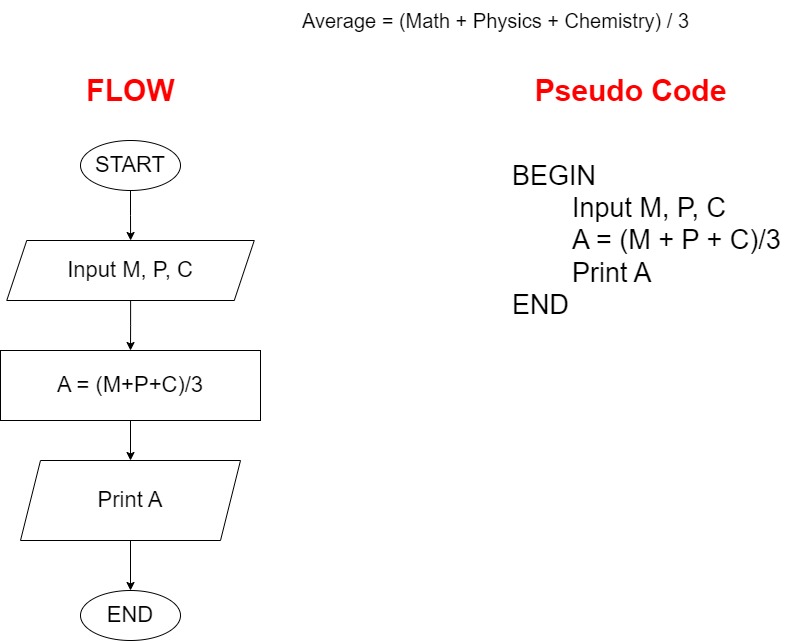 Average = (Math + Physics + Chemistry) / 3
FLOW
START
Input M, P, C
A = (M+P+C)/3
Print A
END
Pseudo Code
BEGIN
Input M, P, C
A = (M + P + C)/3
Print A
END